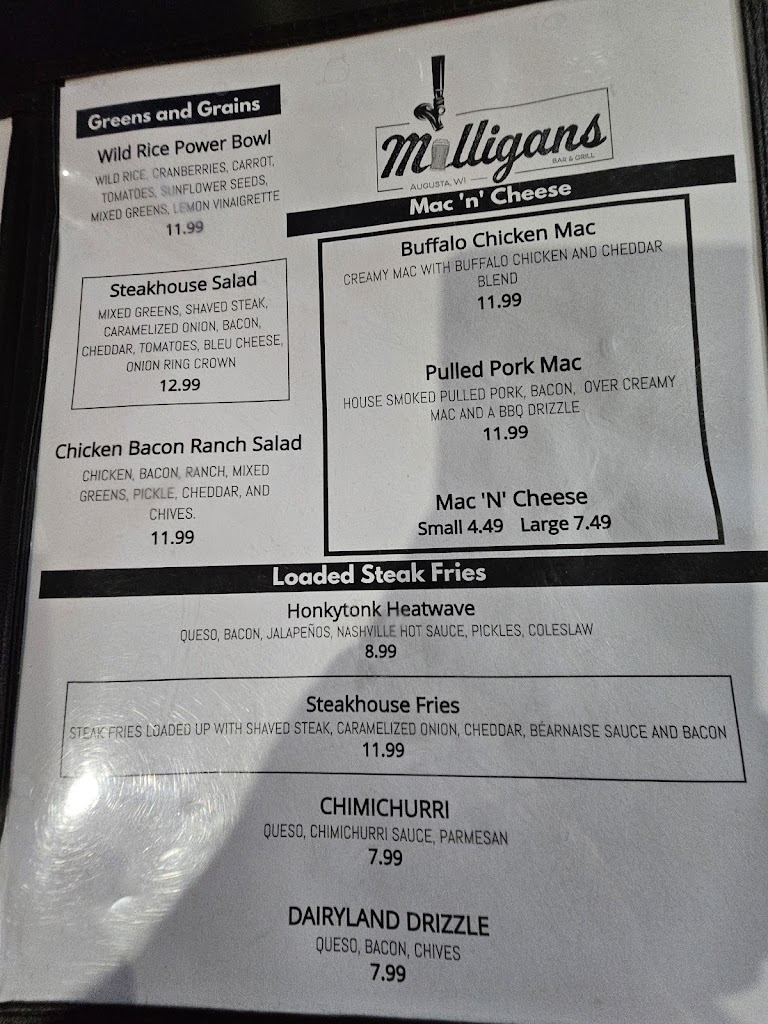 Greens and Grains
Wild Rice Power Bowl
WILD RICE, CRANBERRIES, CARROT,
TOMATOES, SUNFLOWER SEEDS,
MIXED GREENS, LEMON VINAIGRETTE
11.99
Steakhouse Salad
MIXED GREENS, SHAVED STEAK,
CARAMELIZED ONION, BACON,
CHEDDAR, TOMATOES, BLEU CHEESE,
ONION RING CROWN
12.99
Chicken Bacon Ranch Salad
CHICKEN, BACON, RANCH, MIXED
GREENS, PICKLE, CHEDDAR, AND
CHIVES.
11.99
Milligans
BAR & GRILL
AUGUSTA, WI
Mac 'n' Cheese
Buffalo Chicken Mac
CREAMY MAC WITH BUFFALO CHICKEN AND CHEDDAR
BLEND
11.99
Pulled Pork Mac
HOUSE SMOKED PULLED PORK, BACON, OVER CREAMY
MAC AND A BBQ DRIZZLE
11.99
Mac 'N' Cheese
Small 4.49 Large 7.49
Loaded Steak Fries
Honkytonk Heatwave
QUESO, BACON, JALAPEÑOS, NASHVILLE HOT SAUCE, PICKLES, COLESLAW
8.99
Steakhouse Fries
STEAK FRIES LOADED UP WITH SHAVED STEAK, CARAMELIZED ONION, CHEDDAR, BÉARNAISE SAUCE AND BACON
11.99
CHIMICHURRI
QUESO, CHIMICHURRI SAUCE, PARMESAN
7.99
DAIRYLAND DRIZZLE
QUESO, BACON, CHIVES
7.99